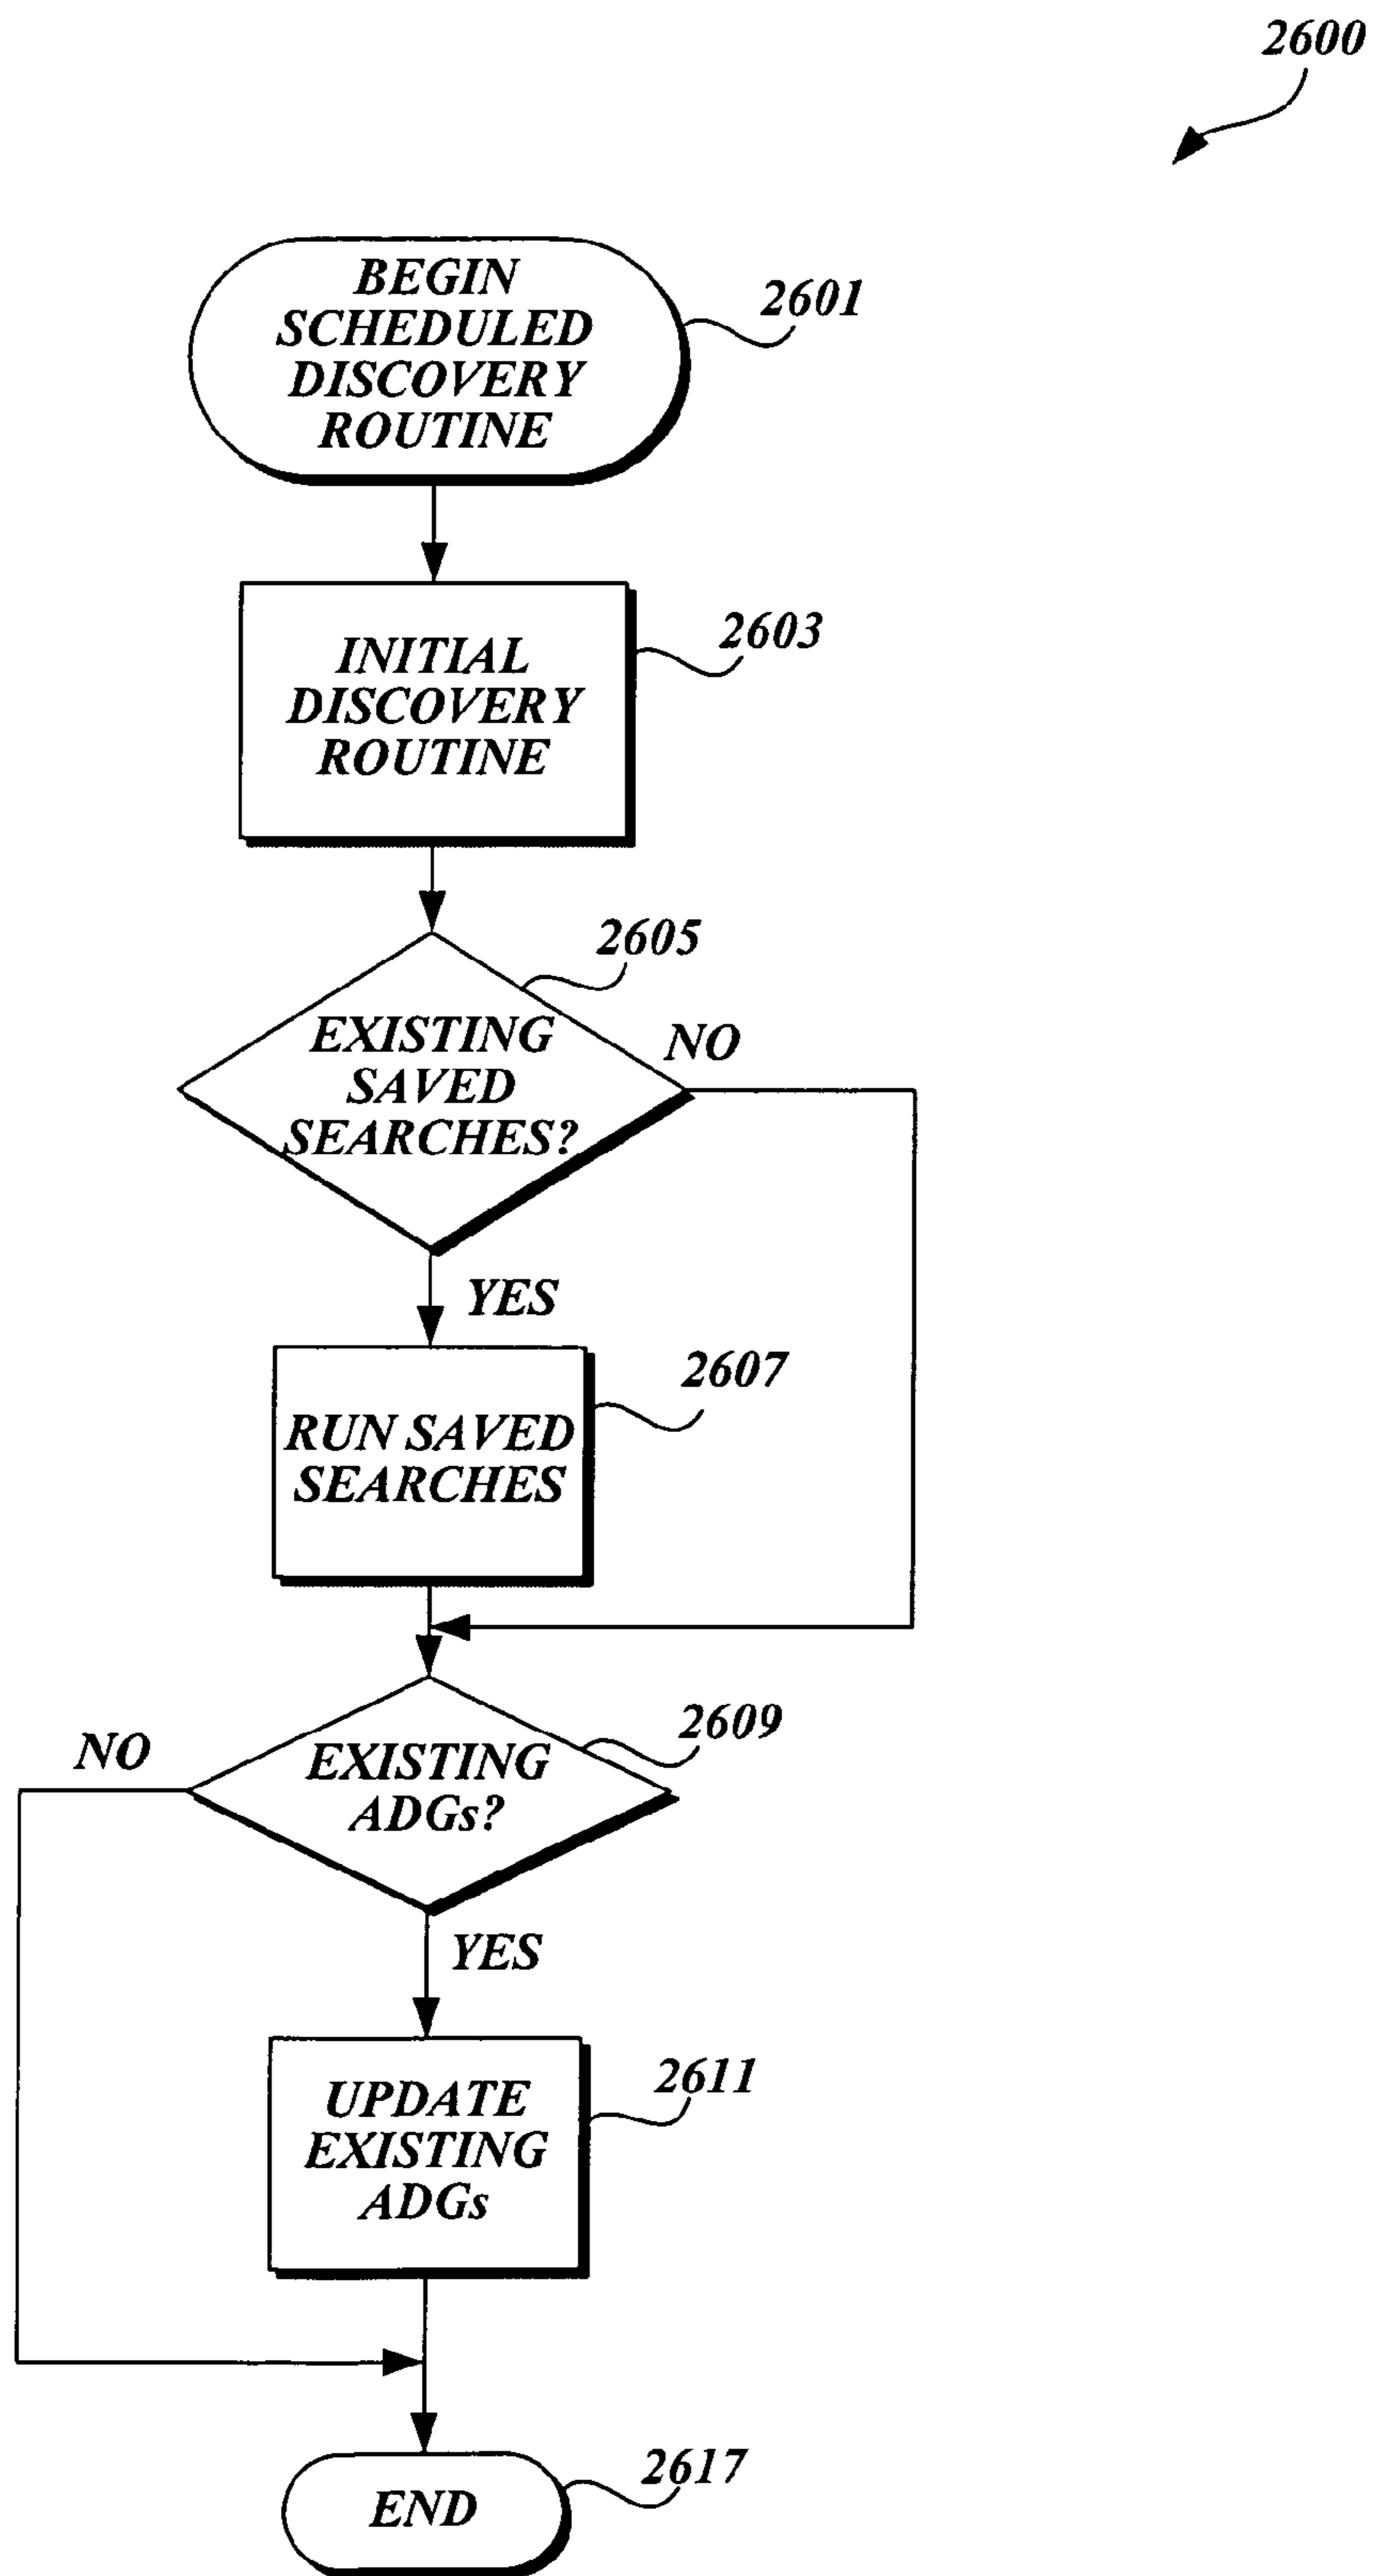 2600
BEGIN
SCHEDULED
DISCOVERY
ROUTINE
2601
INITIAL
DISCOVERY
ROUTINE
2603
EXISTING
SAVED
SEARCHES?
2605
NO
YES
RUN SAVED
SEARCHES
2607
EXISTING
ADGs?
2609
NO
YES
UPDATE
EXISTING
ADGs
2611
END
2617